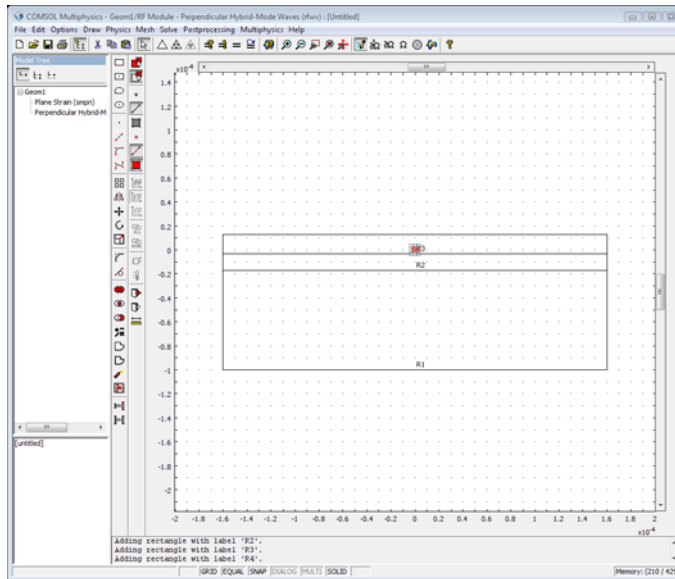 COMSOL Multiphysics - Geom1/RF Module - Perpendicular Hybrid-Mode Waves (rfwv) : [Untitled]
File Edit Options Draw Physics Mesh Solve Postprocessing Multiphysics Help
Model Tree
Geom1
Plane Strain (smpn)
Perpendicular Hybrid-M
[untitled]
x10⁻⁴
1.4
1.2
1
0.8
0.6
0.4
0.2
0
-0.2
-0.4
-0.6
-0.8
-1
-1.2
-1.4
-1.6
-1.8
-2
R2
R1
-2 -1.8 -1.6 -1.4 -1.2 -1 -0.8 -0.6 -0.4 -0.2 0 0.2 0.4 0.6 0.8 1 1.2 1.4 1.6 1.8 2
x10⁻⁴
Adding rectangle with label 'R2'.
Adding rectangle with label 'R3'.
Adding rectangle with label 'R4'.
GRID EQUAL SNAP DIALOG MULTI SOLID
Memory: (210 / 42